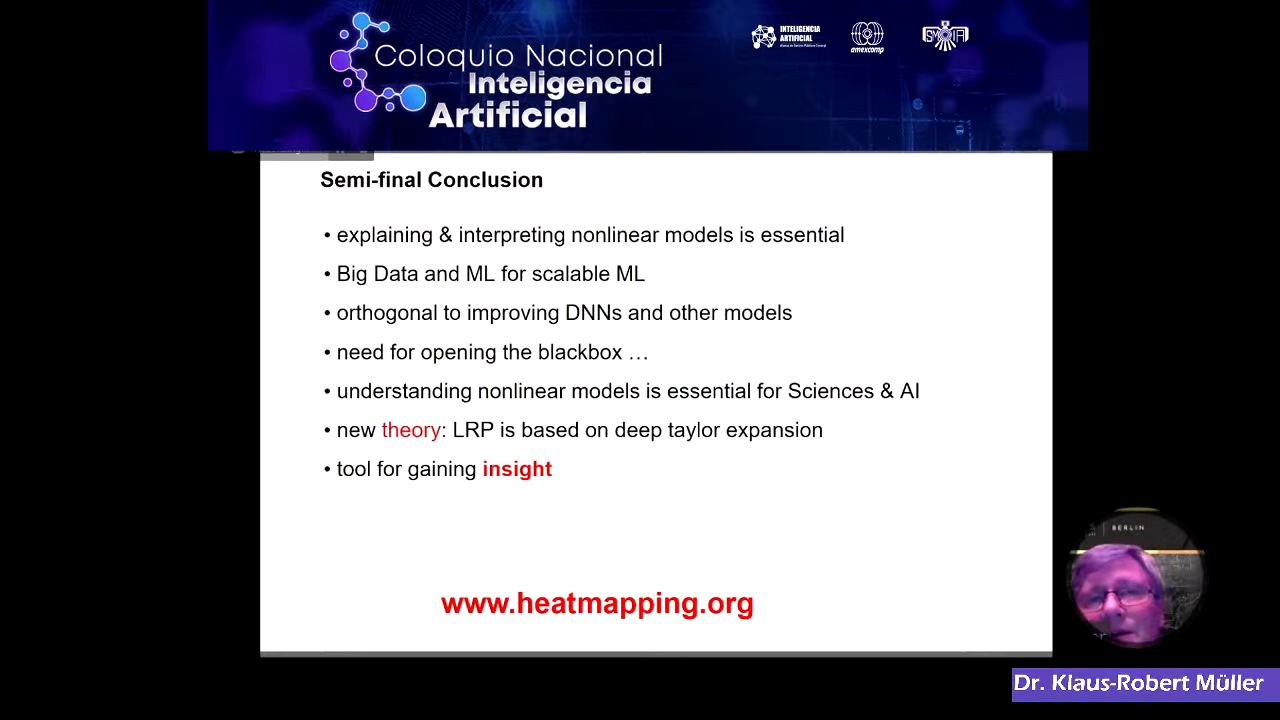 Coloquio Nacional
Inteligencia
Artificial
INTELIGENCIA
ARTIFICIAL
amexcomp
SMIA
Semi-final Conclusion
• explaining & interpreting nonlinear models is essential
• Big Data and ML for scalable ML
• orthogonal to improving DNNs and other models
• need for opening the blackbox …
• understanding nonlinear models is essential for Sciences & AI
• new theory: LRP is based on deep taylor expansion
• tool for gaining insight
www.heatmapping.org
BERLIN
Dr. Klaus-Robert Müller